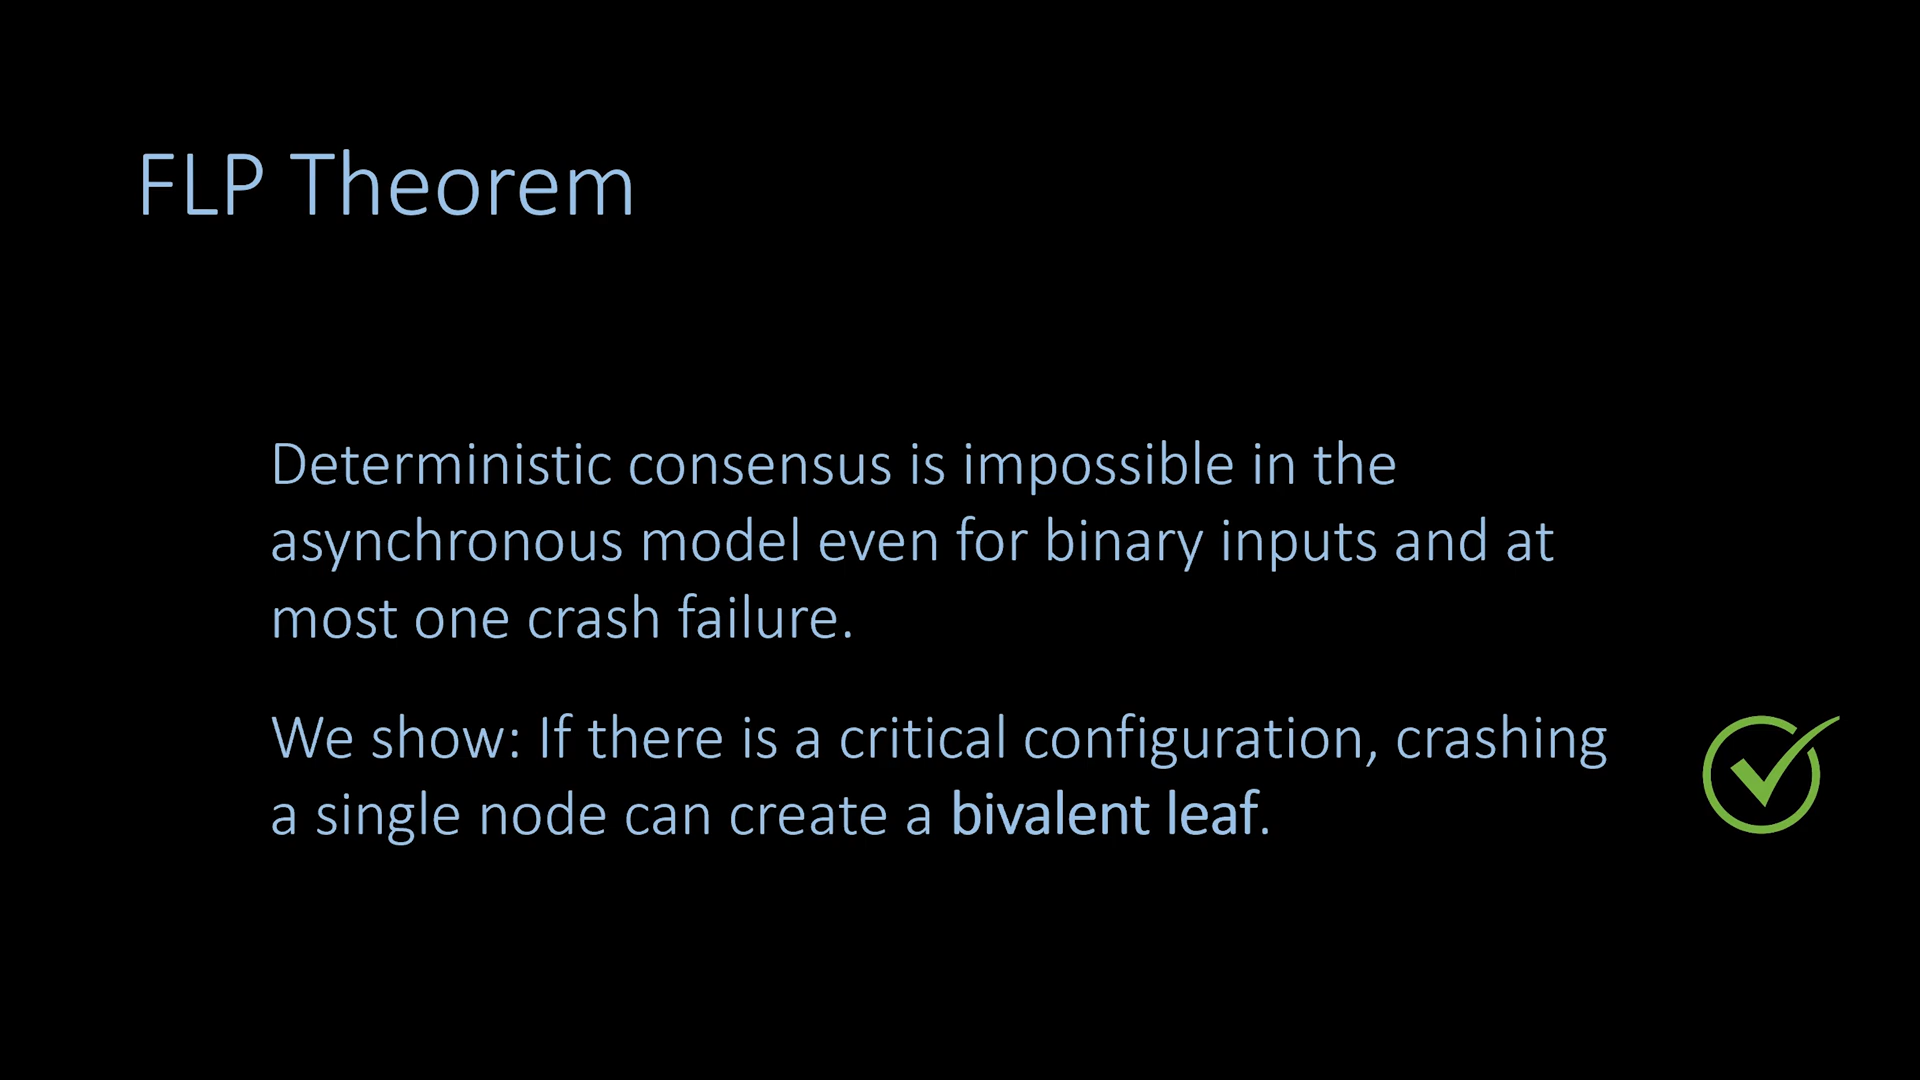 FLP Theorem
Deterministic consensus is impossible in the
asynchronous model even for binary inputs and at
most one crash failure.
We show: If there is a critical configuration, crashing
a single node can create a bivalent leaf.